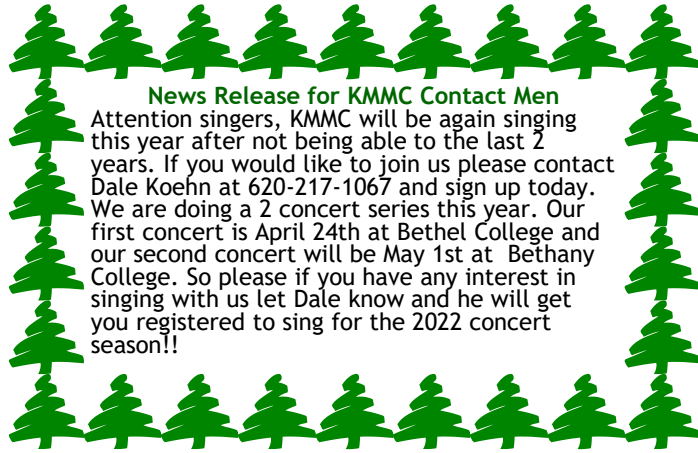 News Release for KMMC Contact Men
Attention singers, KMMC will be again singing
this year after not being able to the last 2
years. If you would like to join us please contact
Dale Koehn at 620-217-1067 and sign up today.
We are doing a 2 concert series this year. Our
first concert is April 24th at Bethel College and
our second concert will be May 1st at  Bethany
College. So please if you have any interest in
singing with us let Dale know and he will get
you registered to sing for the 2022 concert
season!!